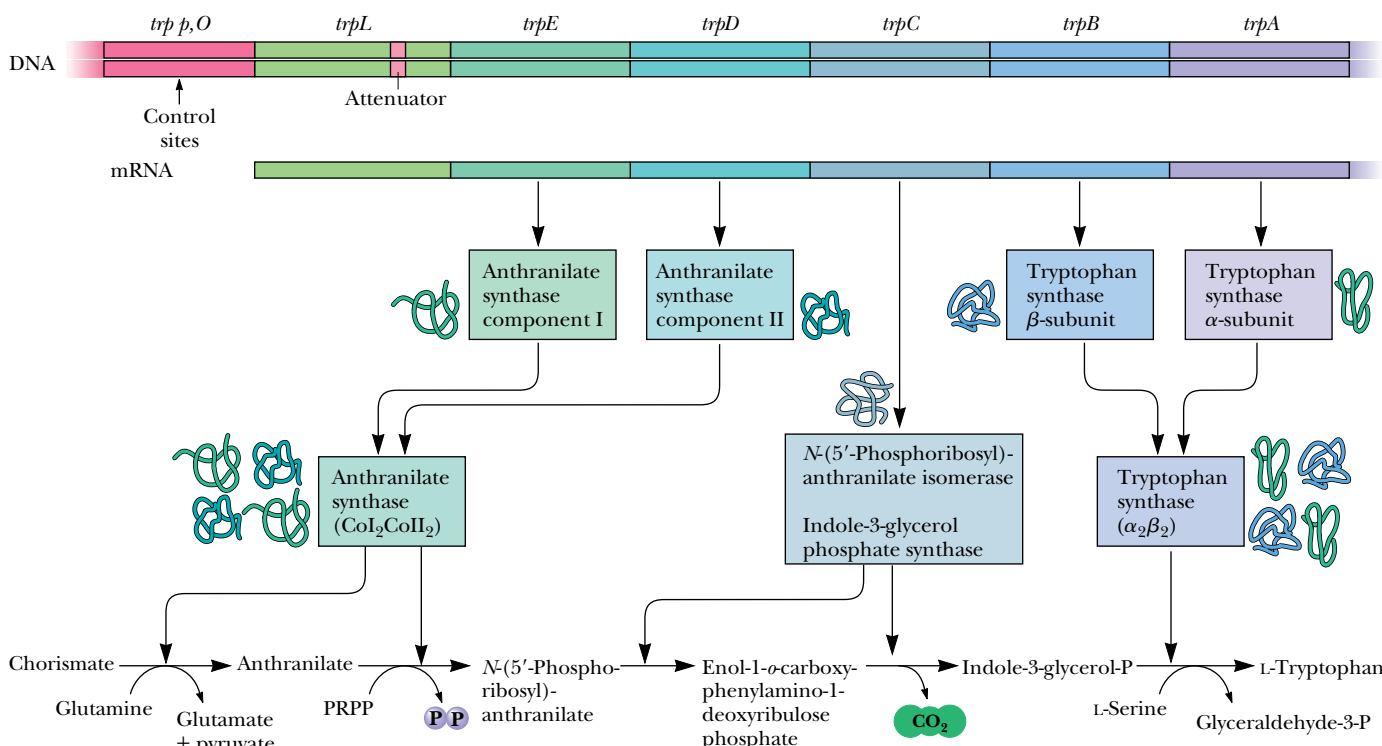 trp p,O trpL trpE trpD trpC trpB trpA
DNA
Attenuator
Control
sites
mRNA
Anthranilate
synthase
component I
Anthranilate
synthase
component II
Tryptophan
synthase
β-subunit
Tryptophan
synthase
α-subunit
Anthranilate
synthase
(CoI₂CoII₂)
N-(5′-Phosphoribosyl)-
anthranilate isomerase
Indole-3-glycerol
phosphate synthase
Tryptophan
synthase
(α₂β₂)
Chorismate
Anthranilate
N-(5′-Phospho-
ribosyl)-
anthranilate
Enol-1-o-carboxy-
phenylamino-1-
deoxyribulose
phosphate
Indole-3-glycerol-P
L-Tryptophan
Glutamine
Glutamate
+ pyruvate
PRPP
P P
CO₂
L-Serine
Glyceraldehyde-3-P